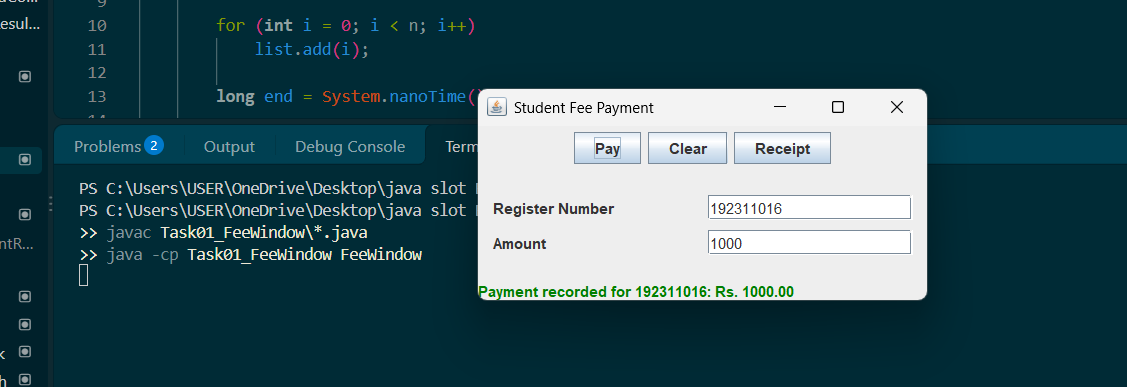 esul...
10 for (int i = 0; i < n; i++)
11 list.add(i);
12
13 long end = System.nanoTime(
Student Fee Payment
Problems 2 Output Debug Console Term
Pay Clear Receipt
PS C:\Users\USER\OneDrive\Desktop\java slot
PS C:\Users\USER\OneDrive\Desktop\java slot
Register Number 192311016
>> javac Task01_FeeWindow\*.java
ntR...
Amount 1000
>> java -cp Task01_FeeWindow FeeWindow
Payment recorded for 192311016: Rs. 1000.00